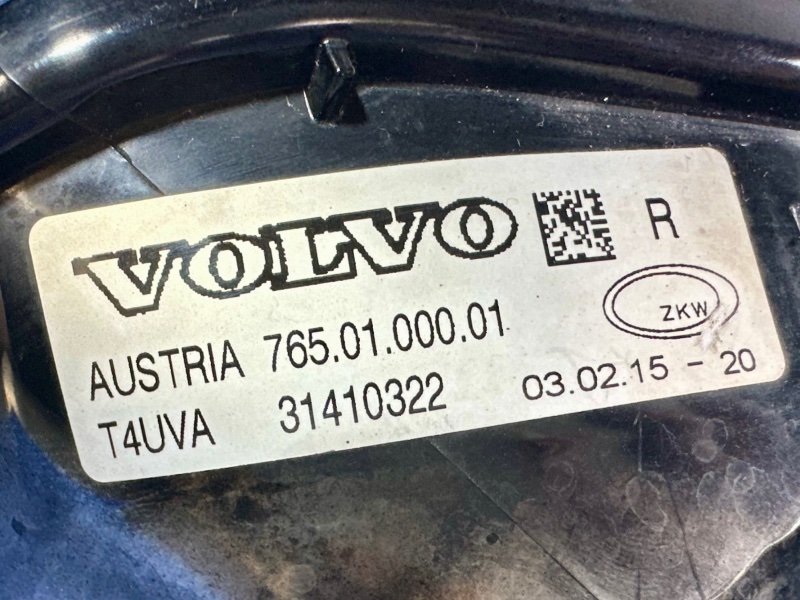 VOLVO R
ZKW
AUSTRIA 765.01.000.01
T4UVA 31410322 03.02.15 - 20